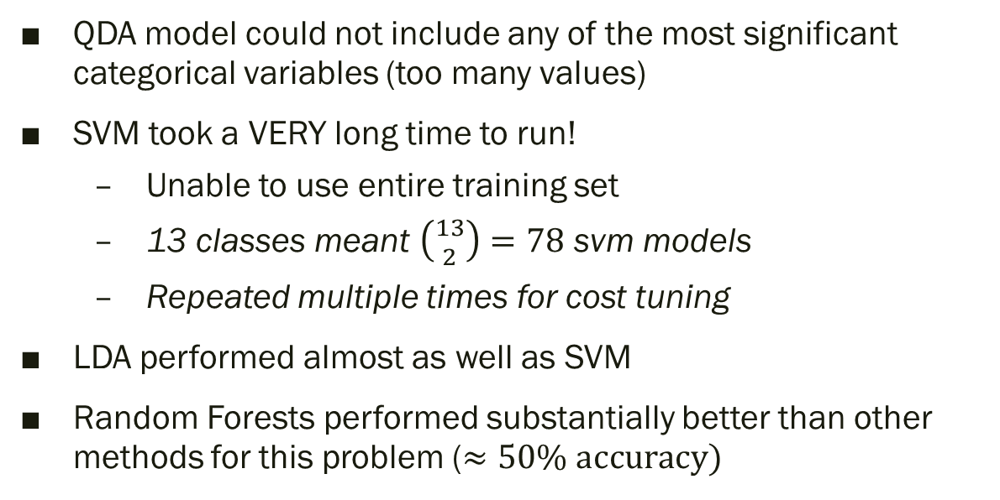 ■ QDA model could not include any of the most significant
categorical variables (too many values)
■ SVM took a VERY long time to run!
– Unable to use entire training set
– 13 classes meant $\binom{13}{2} = 78$ svm models
– Repeated multiple times for cost tuning
■ LDA performed almost as well as SVM
■ Random Forests performed substantially better than other
methods for this problem (≈ 50% accuracy)